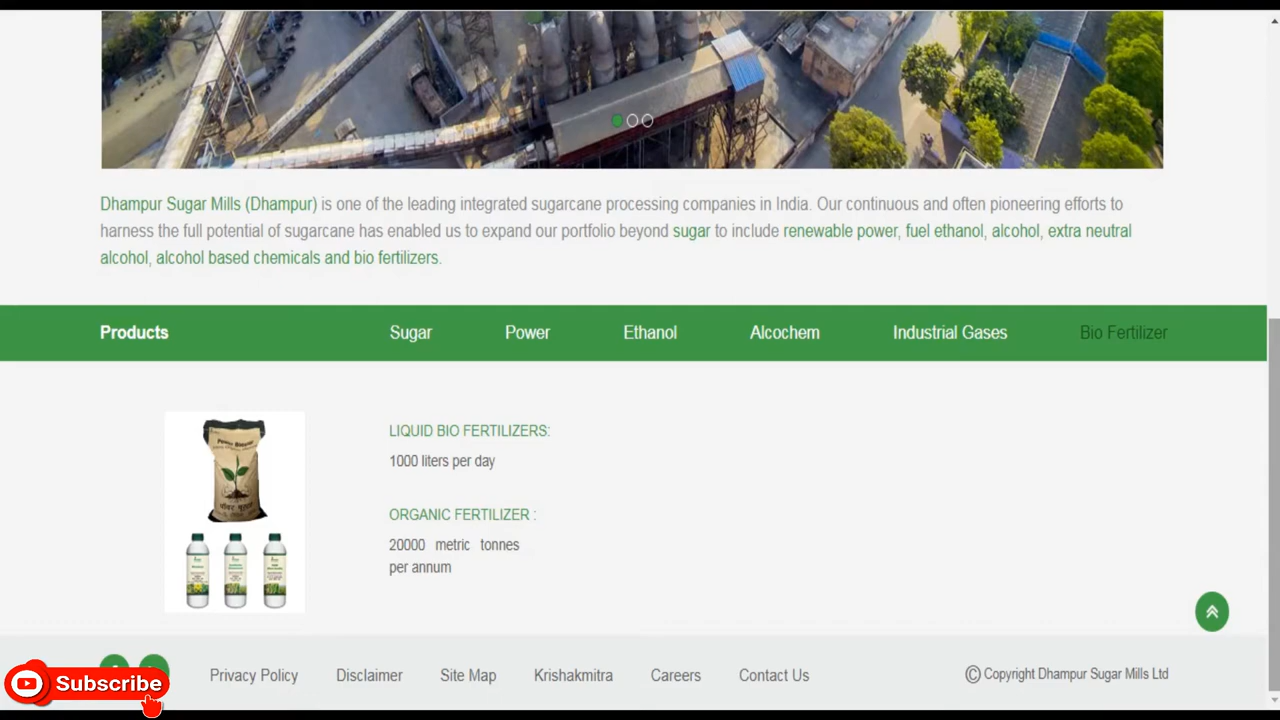 Dhampur Sugar Mills (Dhampur) is one of the leading integrated sugarcane processing companies in India. Our continuous and often pioneering efforts to
harness the full potential of sugarcane has enabled us to expand our portfolio beyond sugar to include renewable power, fuel ethanol, alcohol, extra neutral
alcohol, alcohol based chemicals and bio fertilizers.
Products Sugar Power Ethanol Alcochem Industrial Gases Bio Fertilizer
LIQUID BIO FERTILIZERS:
1000 liters per day
ORGANIC FERTILIZER :
20000 metric tonnes
per annum
Privacy Policy Disclaimer Site Map Krishakmitra Careers Contact Us © Copyright Dhampur Sugar Mills Ltd
Subscribe